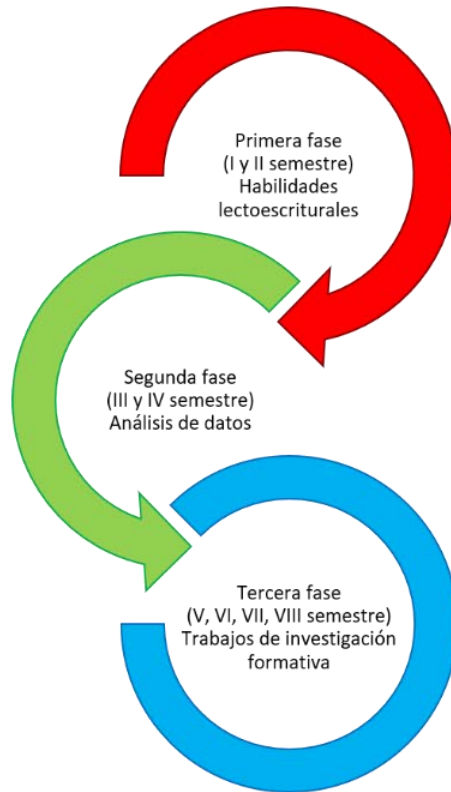 Primera fase
(I y II semestre)
Habilidades
lectoescriturales
Segunda fase
(III y IV semestre)
Análisis de datos
Tercera fase
(V, VI, VII, VIII semestre)
Trabajos de investigación
formativa